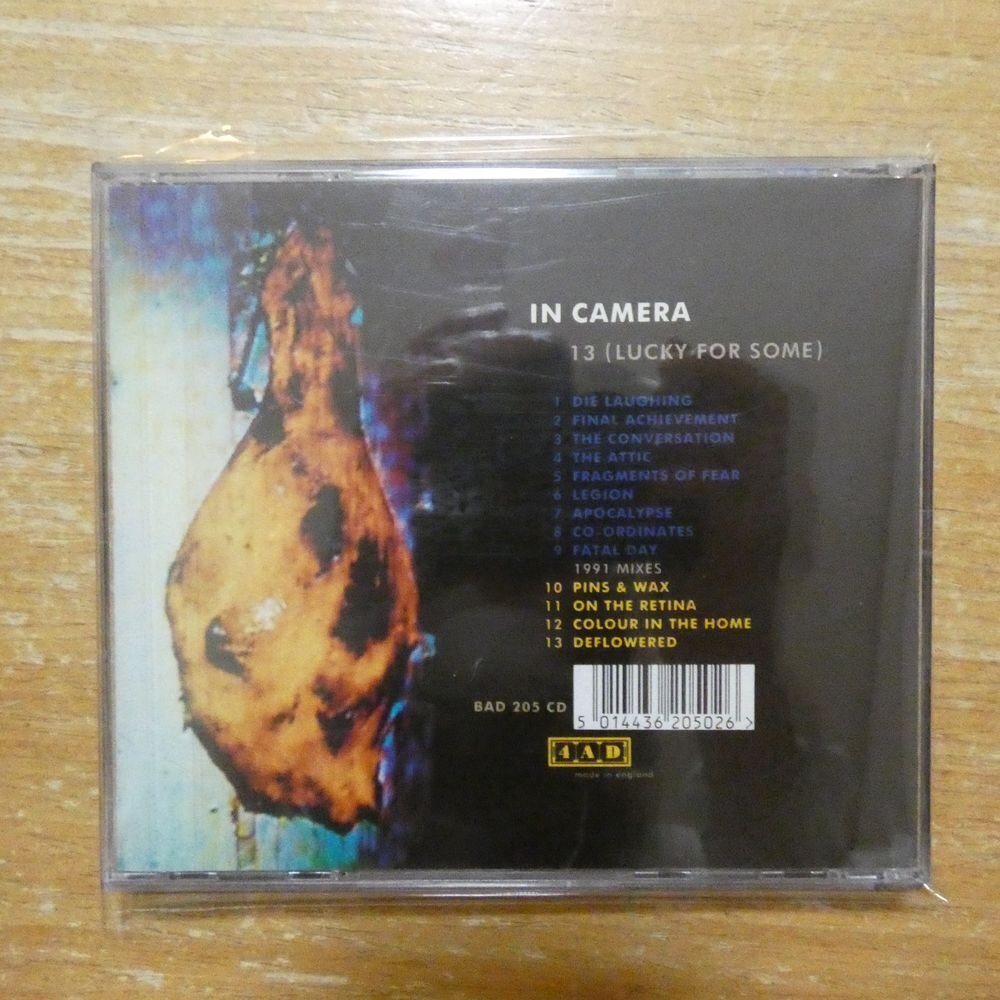 IN CAMERA
13 (LUCKY FOR SOME)
1 DIE LAUGHING
2 FINAL ACHIEVEMENT
3 THE CONVERSATION
4 THE ATTIC
5 FRAGMENTS OF FEAR
6 LEGION
7 APOCALYPSE
8 CO-ORDINATES
9 FATAL DAY
1991 MIXES
10 PINS & WAX
11 ON THE RETINA
12 COLOUR IN THE HOME
13 DEFLOWERED
BAD 205 CD
5 014436 205026 >
4AD
made in england